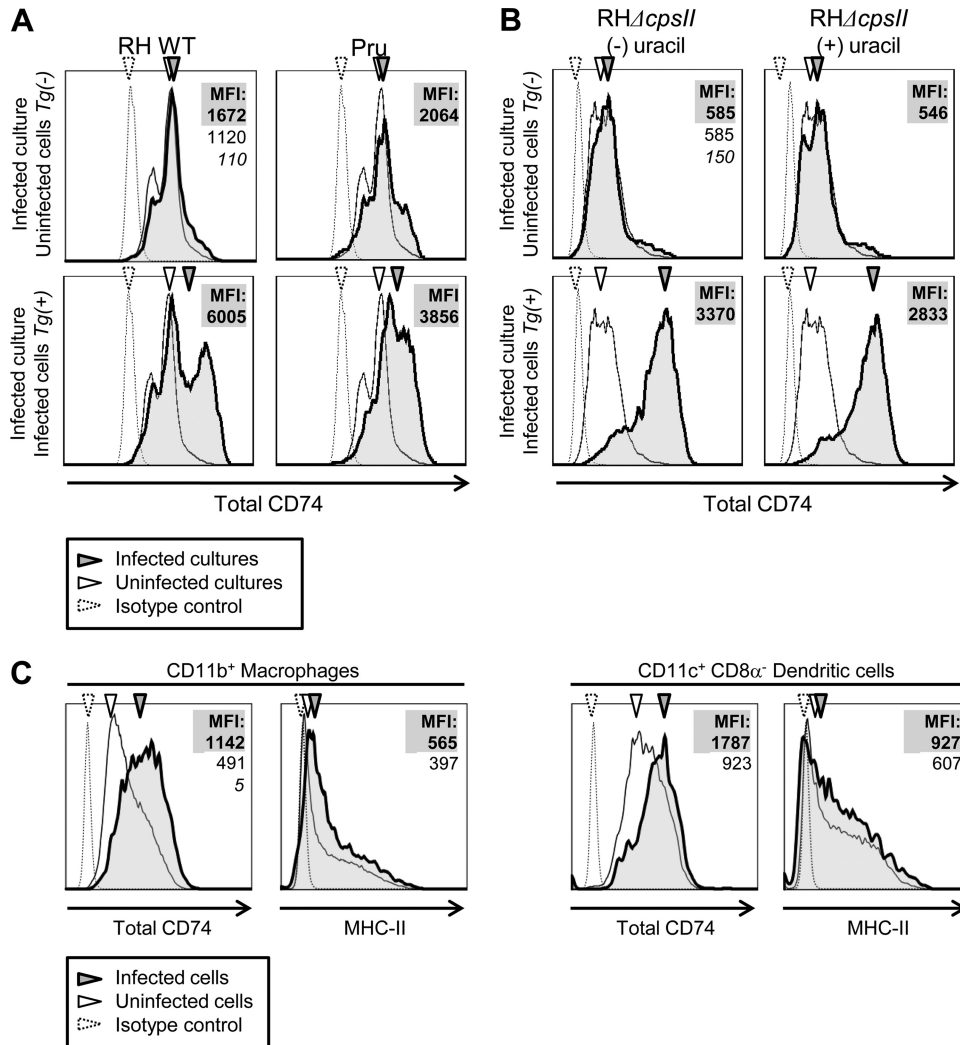 A
RH WT
Pru
Infected culture
Uninfected cells Tg(-)
MFI:
1672
1120
110
MFI:
2064
Infected culture
Infected cells Tg(+)
MFI:
6005
MFI
3856
Total CD74
Infected cultures
Uninfected cultures
Isotype control
B
RHΔcpsII
(-) uracil
RHΔcpsII
(+) uracil
Infected culture
Uninfected cells Tg(-)
MFI:
585
585
150
MFI:
546
Infected culture
Infected cells Tg(+)
MFI:
3370
MFI:
2833
Total CD74
C
CD11b⁺ Macrophages
MFI:
1142
491
5
Total CD74
MFI:
565
397
MHC-II
CD11c⁺ CD8α⁻ Dendritic cells
MFI:
1787
923
Total CD74
MFI:
927
607
MHC-II
Infected cells
Uninfected cells
Isotype control